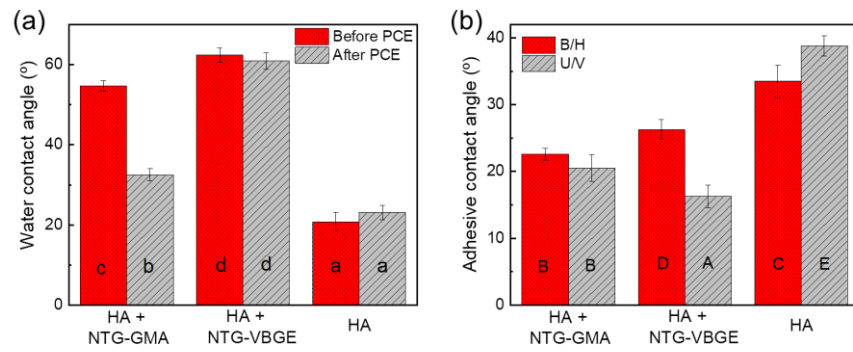 (a)
Water contact angle (º)
60
40
20
0
Before PCE
After PCE
c
b
d
d
a
a
HA +
NTG-GMA
HA +
NTG-VBGE
HA
(b)
Adhesive contact angle (º)
40
30
20
10
0
B/H
U/V
B
B
D
A
C
E
HA +
NTG-GMA
HA +
NTG-VBGE
HA